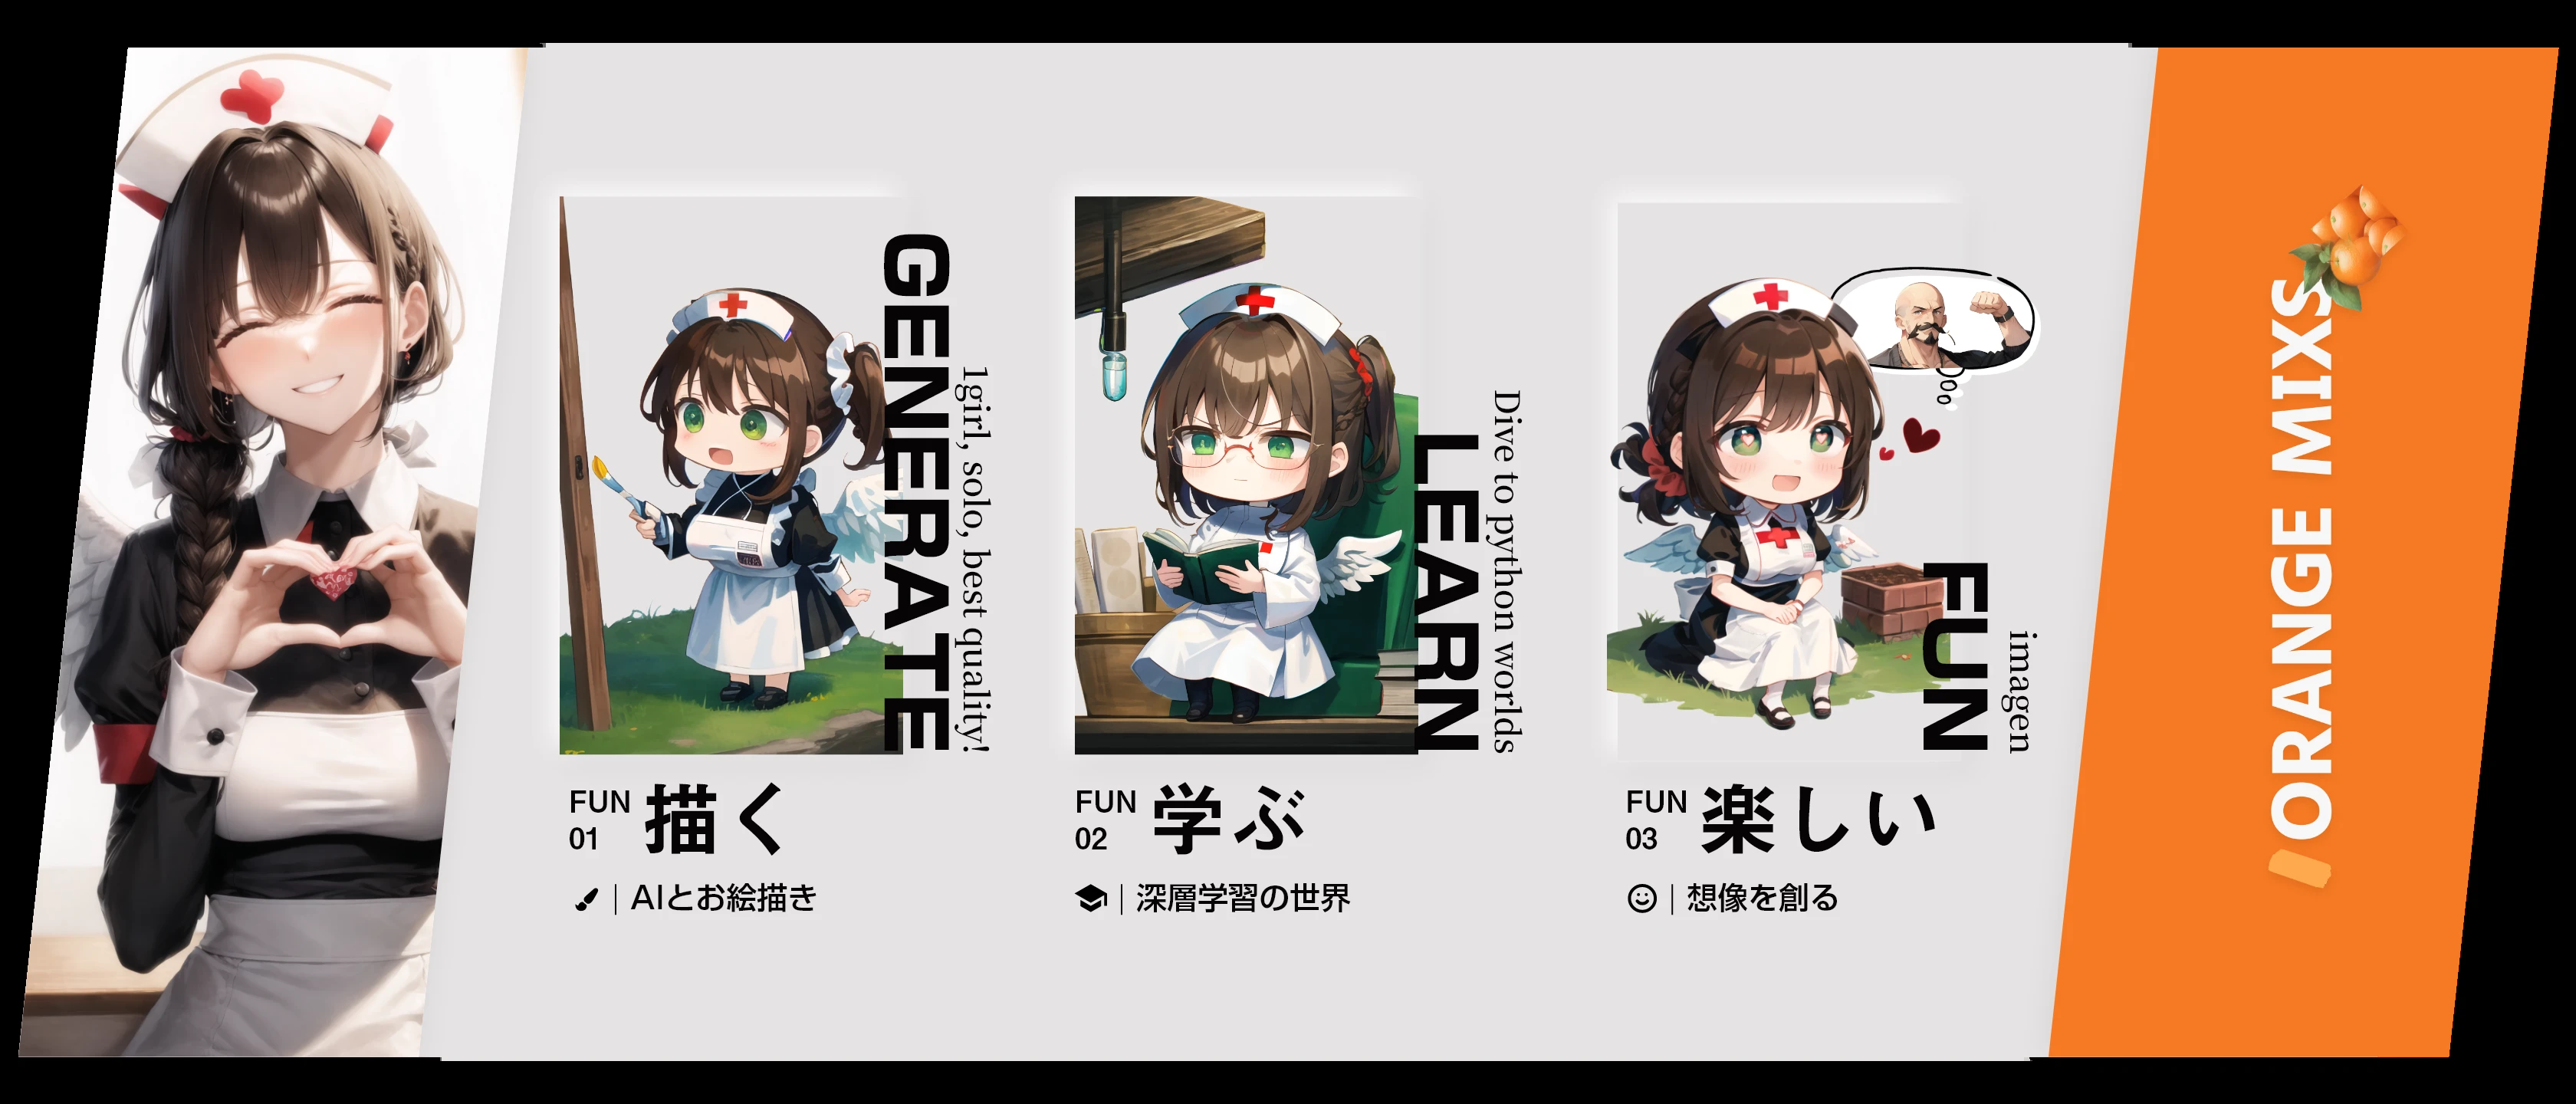 GENERATE
1girl, solo, best quality!
FUN
01
描く
AIとお絵描き
LEARN
Dive to python worlds
FUN
02
学ぶ
深層学習の世界
FUN
imagen
FUN
03
楽しい
想像を創る
ORANGE MIXS